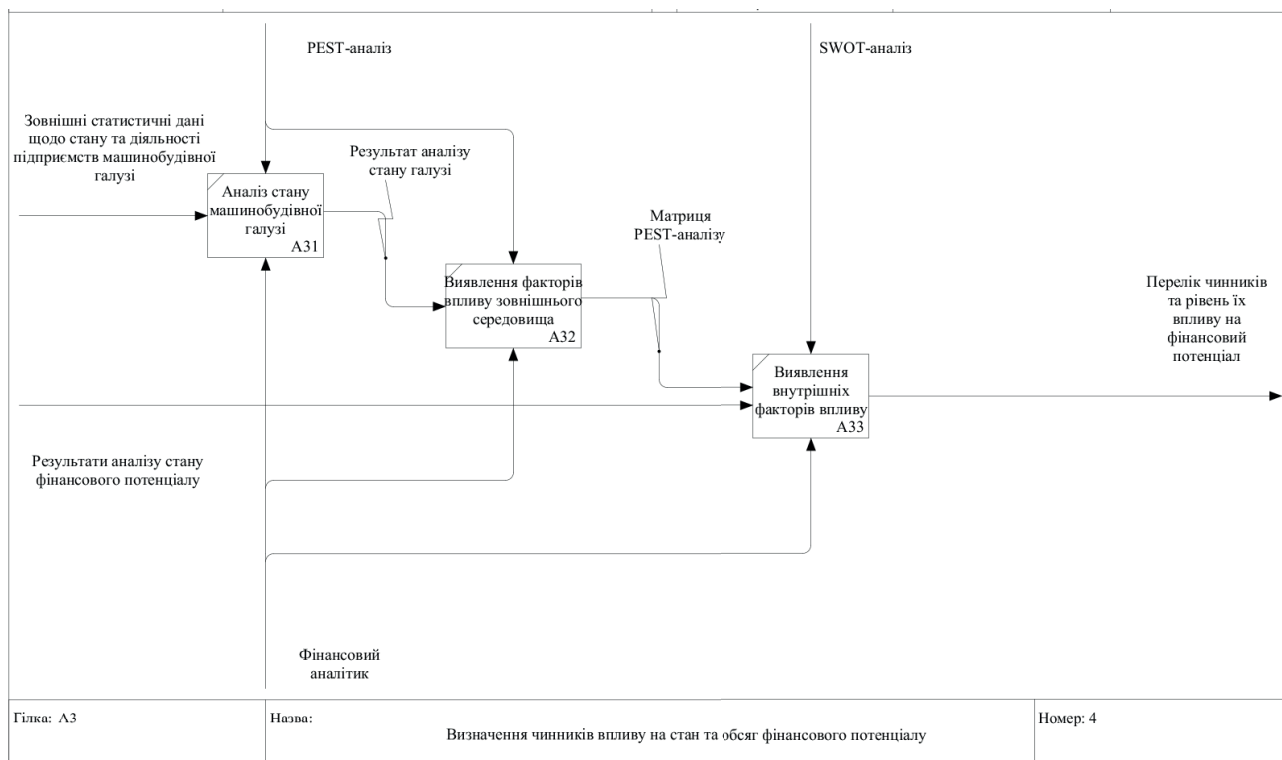 PEST-аналіз
SWOT-аналіз
Зовнішні статистичні дані
щодо стану та діяльності
підприємств машинобудівної
галузі
Результат аналізу
стану галузі
Аналіз стану
машинобудівної
галузі
A31
Матриця
PEST-аналізу
Виявлення факторів
впливу зовнішнього
середовища
A32
Перелік чинників
та рівень їх
впливу на
фінансовий
потенціал
Виявлення
внутрішніх
факторів впливу
A33
Результати аналізу стану
фінансового потенціалу
Фінансовий
аналітик
Гілка: A3
Назва:
Визначення чинників впливу на стан та обсяг фінансового потенціалу
Номер: 4